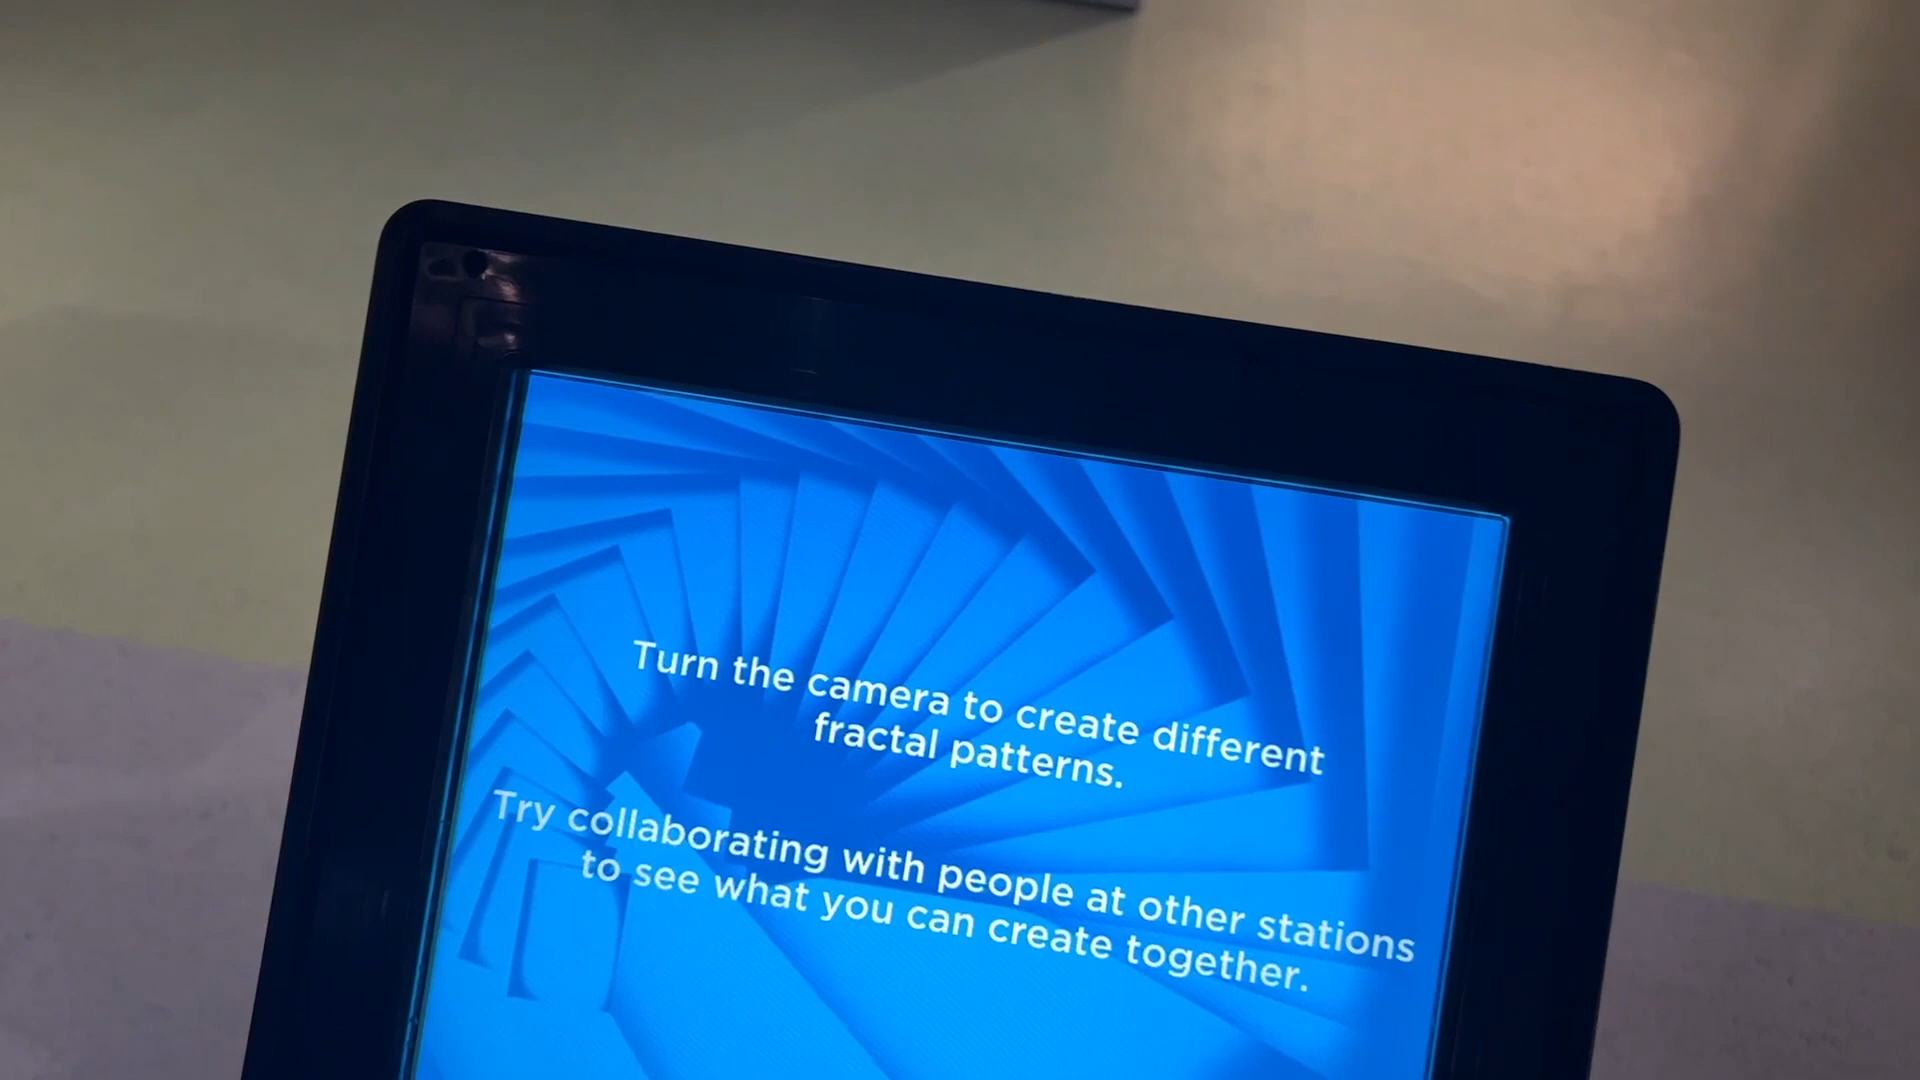 Turn the camera to create different
fractal patterns.
Try collaborating with people at other stations
to see what you can create together.